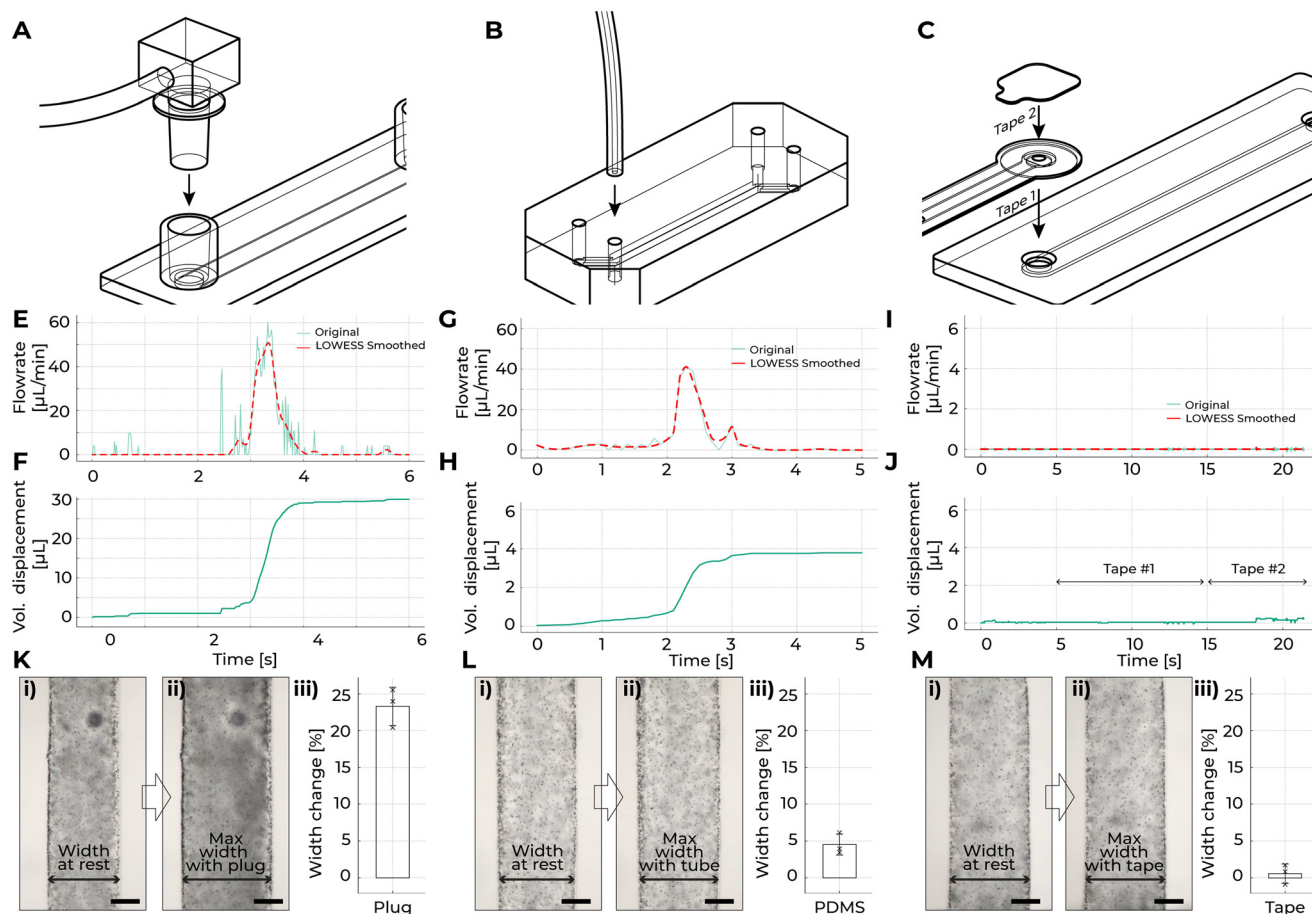 A
B
C
Tape 2
Tape 1
E
Flowrate
[µL/min]
60
40
20
0
Original
LOWESS Smoothed
0
2
4
6
G
Flowrate
[µL/min]
60
40
20
0
Original
LOWESS Smoothed
0
1
2
3
4
5
I
Flowrate
[µL/min]
6
4
2
0
Original
LOWESS Smoothed
0
5
10
15
20
F
Vol. displacement
[µL]
30
20
10
0
0
2
4
6
Time [s]
H
Vol. displacement
[µL]
6
4
2
0
0
1
2
3
4
5
Time [s]
J
Vol. displacement
[µL]
6
4
2
0
Tape #1
Tape #2
0
5
10
15
20
Time [s]
K
i)
Width
at rest
ii)
Max
width
with plug
iii)
Width change [%]
25
20
15
10
5
0
Plug
L
i)
Width
at rest
ii)
Max
width
with tube
iii)
Width change [%]
25
20
15
10
5
0
PDMS
M
i)
Width
at rest
ii)
Max
width
with tape
iii)
Width change [%]
25
20
15
10
5
0
Tape